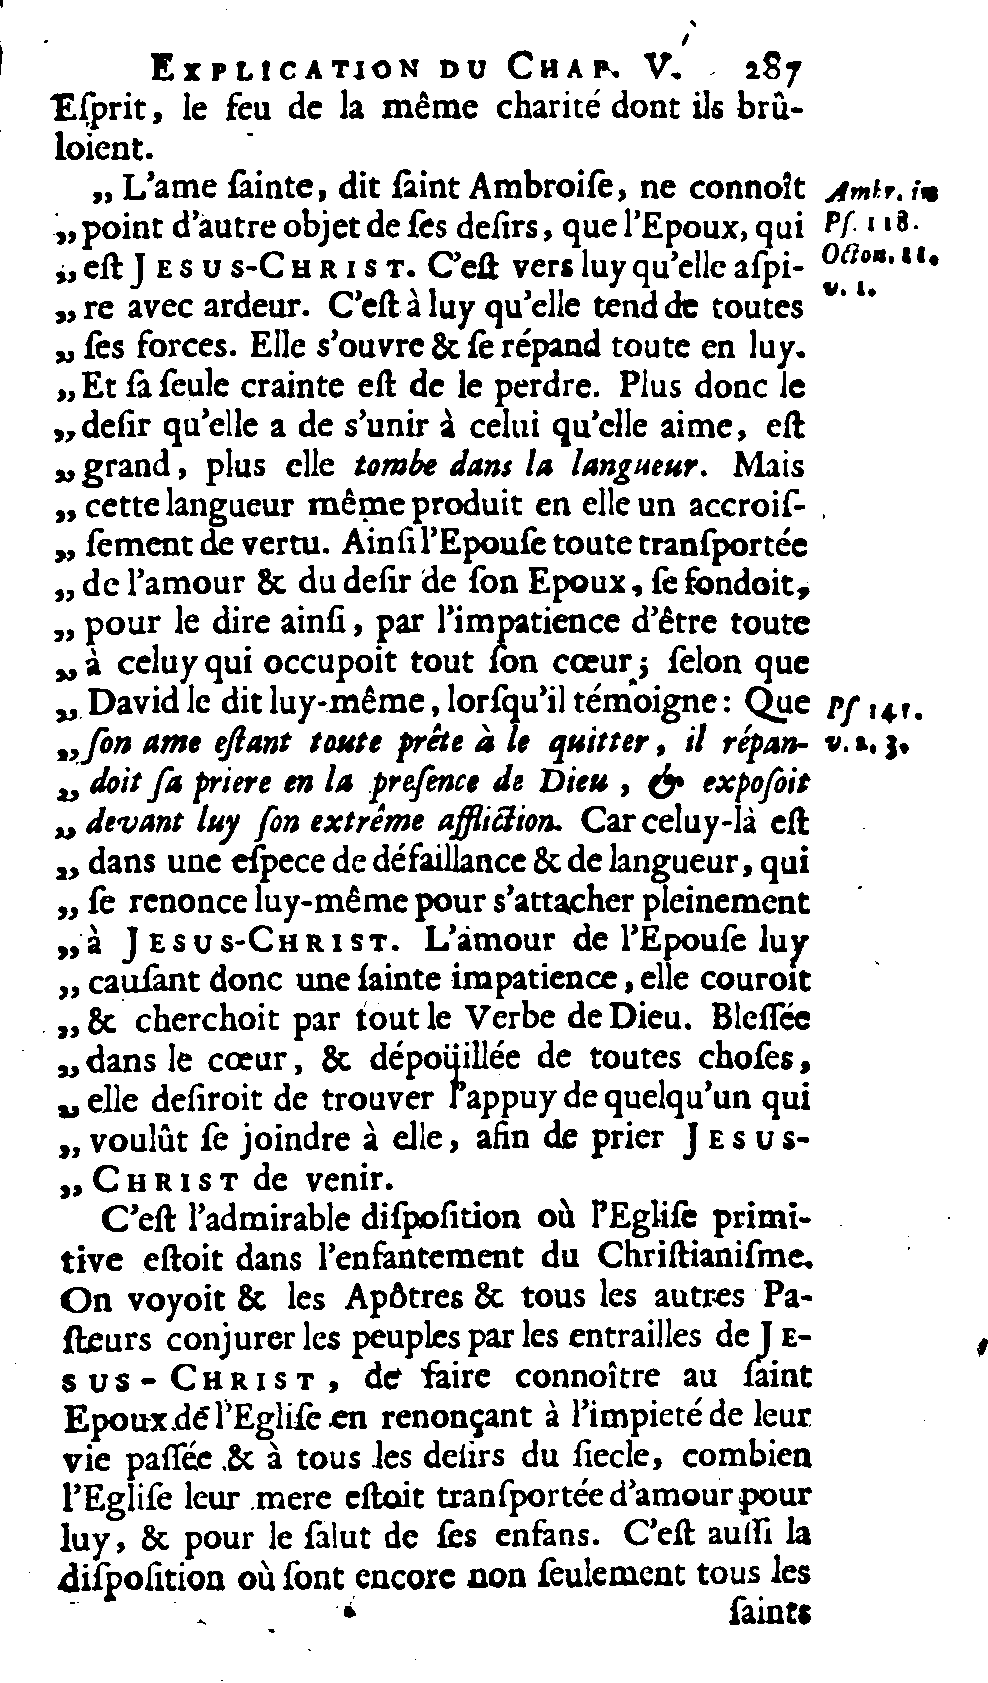 EXPLICATION DU CHAP. V. 287
Eſprit, le feu de la même charité dont ils brû-
loient.
„ L'ame ſainte, dit ſaint Ambroiſe, ne connoît
Ambr. in
„ point d'autre objet de ſes deſirs, que l'Epoux, qui
Pſ. 118.
„ eſt JESUS-CHRIST. C'eſt vers luy qu'elle aſpi-
Octon. 11.
„ re avec ardeur. C'eſt à luy qu'elle tend de toutes
v. 1.
„ ſes forces. Elle s'ouvre & ſe répand toute en luy.
„ Et ſa ſeule crainte eſt de le perdre. Plus donc le
„ deſir qu'elle a de s'unir à celui qu'elle aime, eſt
„ grand, plus elle tombe dans la langueur. Mais
„ cette langueur même produit en elle un accroiſ-
„ ſement de vertu. Ainſi l'Epouſe toute tranſportée
„ de l'amour & du deſir de ſon Epoux, ſe fondoit,
„ pour le dire ainſi, par l'impatience d'être toute
„ à celuy qui occupoit tout ſon cœur; ſelon que
„ David le dit luy-même, lorſqu'il témoigne: Que
Pſ 141.
„ ſon ame eſtant toute prête à le quitter, il répan-
v. 2. 3.
„ doit ſa priere en la preſence de Dieu, & expoſoit
„ devant luy ſon extrême affliction. Car celuy-là eſt
„ dans une eſpece de défaillance & de langueur, qui
„ ſe renonce luy-même pour s'attacher pleinement
„ à JESUS-CHRIST. L'amour de l'Epouſe luy
„ cauſant donc une ſainte impatience, elle couroit
„ & cherchoit par tout le Verbe de Dieu. Bleſſée
„ dans le cœur, & dépoüillée de toutes choſes,
„ elle deſiroit de trouver l'appuy de quelqu'un qui
„ voulût ſe joindre à elle, afin de prier JESUS-
„ CHRIST de venir.
C'eſt l'admirable diſpoſition où l'Egliſe primi-
tive eſtoit dans l'enfantement du Chriſtianiſme.
On voyoit & les Apôtres & tous les autres Pa-
ſteurs conjurer les peuples par les entrailles de JE-
SUS-CHRIST, de faire connoître au ſaint
Epoux de l'Egliſe en renonçant à l'impieté de leur
vie paſſée & à tous les deſirs du ſiecle, combien
l'Egliſe leur mere eſtoit tranſportée d'amour pour
luy, & pour le ſalut de ſes enfans. C'eſt auſſi la
diſpoſition où ſont encore non ſeulement tous les
ſaints